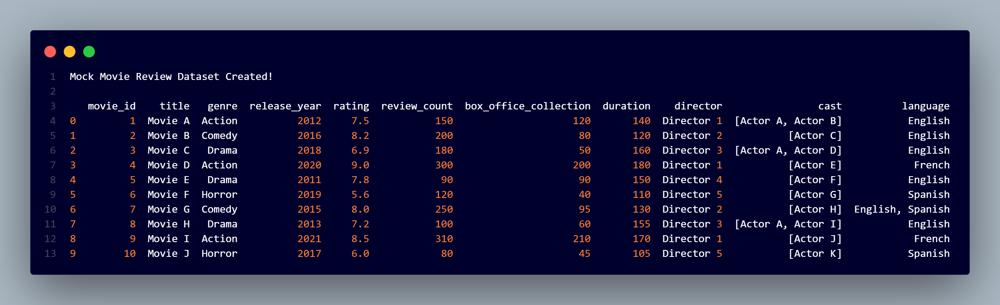 1 Mock Movie Review Dataset Created!
2
3 movie_id title genre release_year rating review_count box_office_collection duration director cast language
4 0 1 Movie A Action 2012 7.5 150 120 140 Director 1 [Actor A, Actor B] English
5 1 2 Movie B Comedy 2016 8.2 200 80 120 Director 2 [Actor C] English
6 2 3 Movie C Drama 2018 6.9 180 50 160 Director 3 [Actor A, Actor D] English
7 3 4 Movie D Action 2020 9.0 300 200 180 Director 1 [Actor E] French
8 4 5 Movie E Drama 2011 7.8 90 90 150 Director 4 [Actor F] English
9 5 6 Movie F Horror 2019 5.6 120 40 110 Director 5 [Actor G] Spanish
10 6 7 Movie G Comedy 2015 8.0 250 95 130 Director 2 [Actor H] English, Spanish
11 7 8 Movie H Drama 2013 7.2 100 60 155 Director 3 [Actor A, Actor I] English
12 8 9 Movie I Action 2021 8.5 310 210 170 Director 1 [Actor J] French
13 9 10 Movie J Horror 2017 6.0 80 45 105 Director 5 [Actor K] Spanish